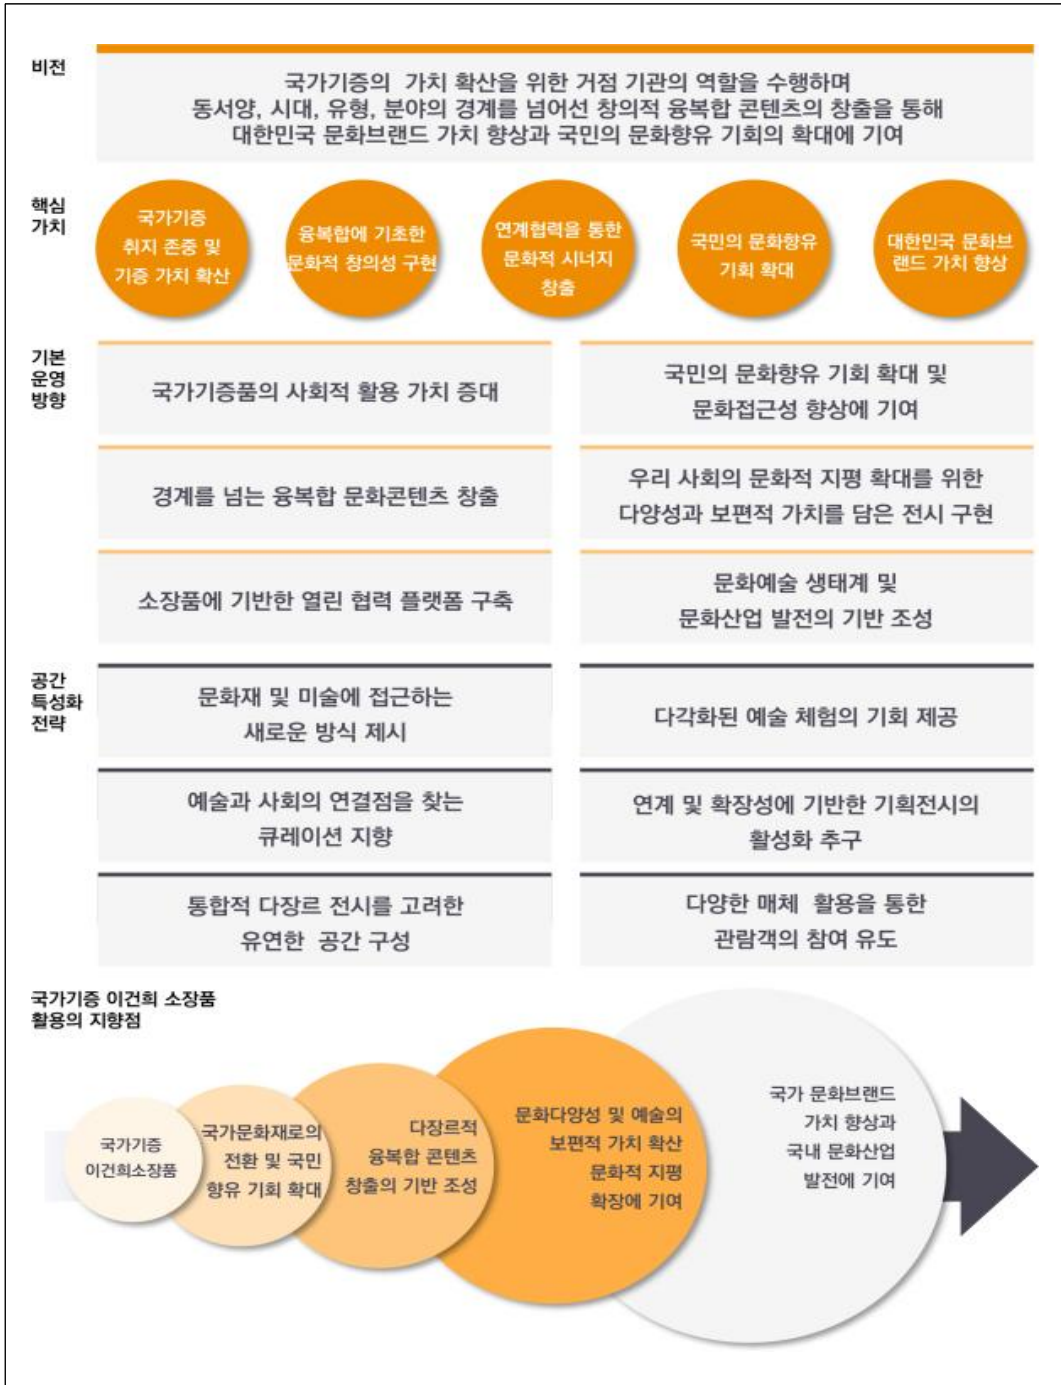 비전
국가기증의 가치 확산을 위한 거점 기관의 역할을 수행하며
동서양, 시대, 유형, 분야의 경계를 넘어선 창의적 융복합 콘텐츠의 창출을 통해
대한민국 문화브랜드 가치 향상과 국민의 문화향유 기회의 확대에 기여
핵심
가치
국가기증
취지 존중 및
기증 가치 확산
융복합에 기초한
문화적 창의성 구현
연계협력을 통한
문화적 시너지
창출
국민의 문화향유
기회 확대
대한민국 문화브
랜드 가치 향상
기본
운영
방향
국가기증품의 사회적 활용 가치 증대
국민의 문화향유 기회 확대 및
문화접근성 향상에 기여
경계를 넘는 융복합 문화콘텐츠 창출
우리 사회의 문화적 지평 확대를 위한
다양성과 보편적 가치를 담은 전시 구현
소장품에 기반한 열린 협력 플랫폼 구축
문화예술 생태계 및
문화산업 발전의 기반 조성
공간
특성화
전략
문화재 및 미술에 접근하는
새로운 방식 제시
다각화된 예술 체험의 기회 제공
예술과 사회의 연결점을 찾는
큐레이션 지향
연계 및 확장성에 기반한 기획전시의
활성화 추구
통합적 다장르 전시를 고려한
유연한 공간 구성
다양한 매체 활용을 통한
관람객의 참여 유도
국가기증 이건희 소장품
활용의 지향점
국가기증
이건희소장품
국가문화재로의
전환 및 국민
향유 기회 확대
다장르적
융복합 콘텐츠
창출의 기반 조성
문화다양성 및 예술의
보편적 가치 확산
문화적 지평
확장에 기여
국가 문화브랜드
가치 향상과
국내 문화산업
발전에 기여